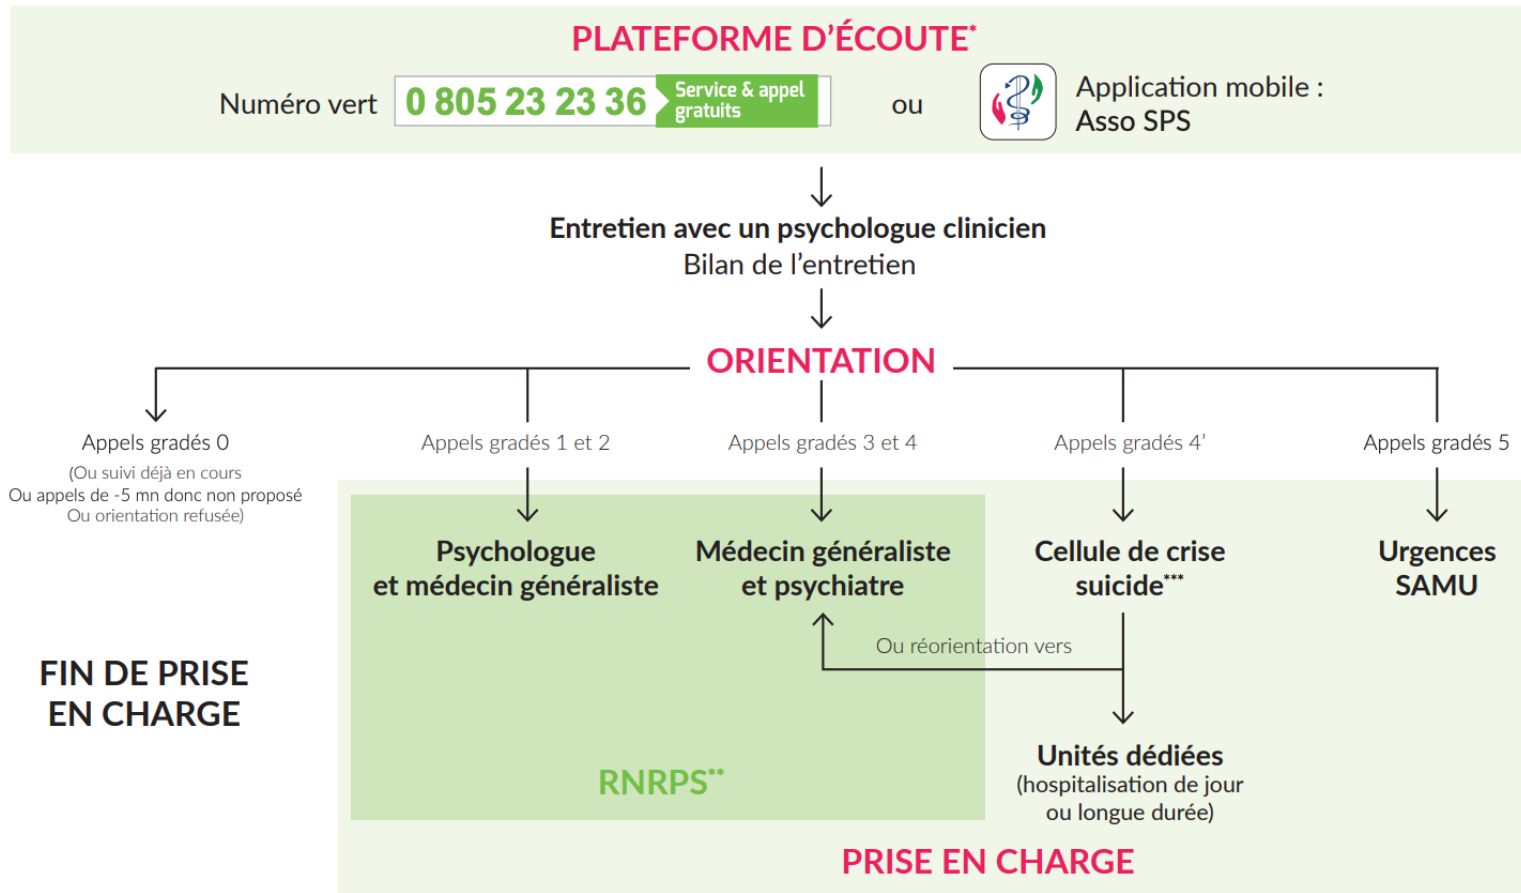 PLATEFORME D’ÉCOUTE*
Numéro vert 0 805 23 23 36 Service & appel gratuits ou Application mobile :
Asso SPS
Entretien avec un psychologue clinicien
Bilan de l’entretien
ORIENTATION
Appels gradés 0
(Ou suivi déjà en cours
Ou appels de -5 mn donc non proposé
Ou orientation refusée)
Appels gradés 1 et 2
Appels gradés 3 et 4
Appels gradés 4’
Appels gradés 5
Psychologue
et médecin généraliste
Médecin généraliste
et psychiatre
Cellule de crise
suicide***
Urgences
SAMU
Ou réorientation vers
FIN DE PRISE
EN CHARGE
Unités dédiées
(hospitalisation de jour
ou longue durée)
RNRPS**
PRISE EN CHARGE